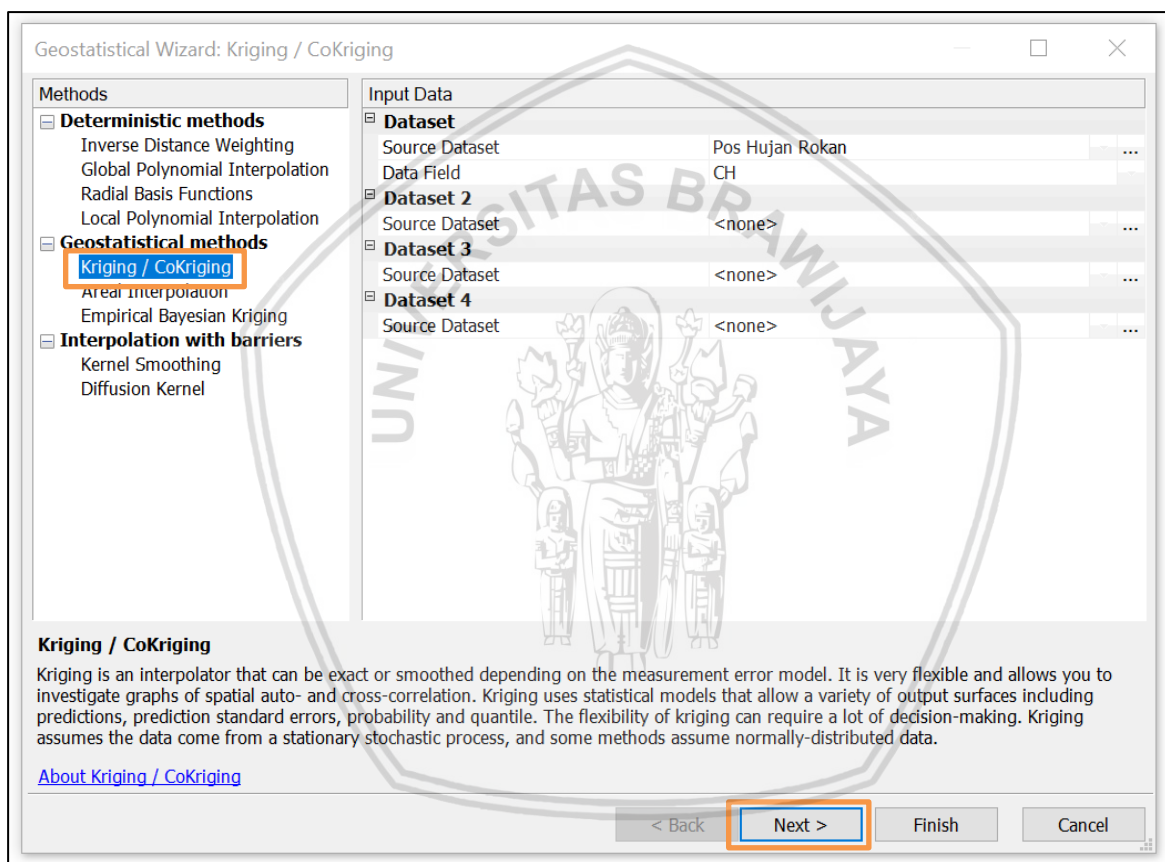 Geostatistical Wizard: Kriging / CoKriging
Methods
Deterministic methods
Inverse Distance Weighting
Global Polynomial Interpolation
Radial Basis Functions
Local Polynomial Interpolation
Geostatistical methods
Kriging / CoKriging
Areal Interpolation
Empirical Bayesian Kriging
Interpolation with barriers
Kernel Smoothing
Diffusion Kernel
Input Data
Dataset
Source Dataset Pos Hujan Rokan ...
Data Field CH
Dataset 2
Source Dataset <none> ...
Dataset 3
Source Dataset <none> ...
Dataset 4
Source Dataset <none> ...
UNIVERSITAS BRAWIJAYA
Kriging / CoKriging
Kriging is an interpolator that can be exact or smoothed depending on the measurement error model. It is very flexible and allows you to
investigate graphs of spatial auto- and cross-correlation. Kriging uses statistical models that allow a variety of output surfaces including
predictions, prediction standard errors, probability and quantile. The flexibility of kriging can require a lot of decision-making. Kriging
assumes the data come from a stationary stochastic process, and some methods assume normally-distributed data.
About Kriging / CoKriging
< Back Next > Finish Cancel